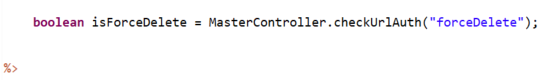 boolean isForceDelete = MasterController.checkUrlAuth("forceDelete");
%>